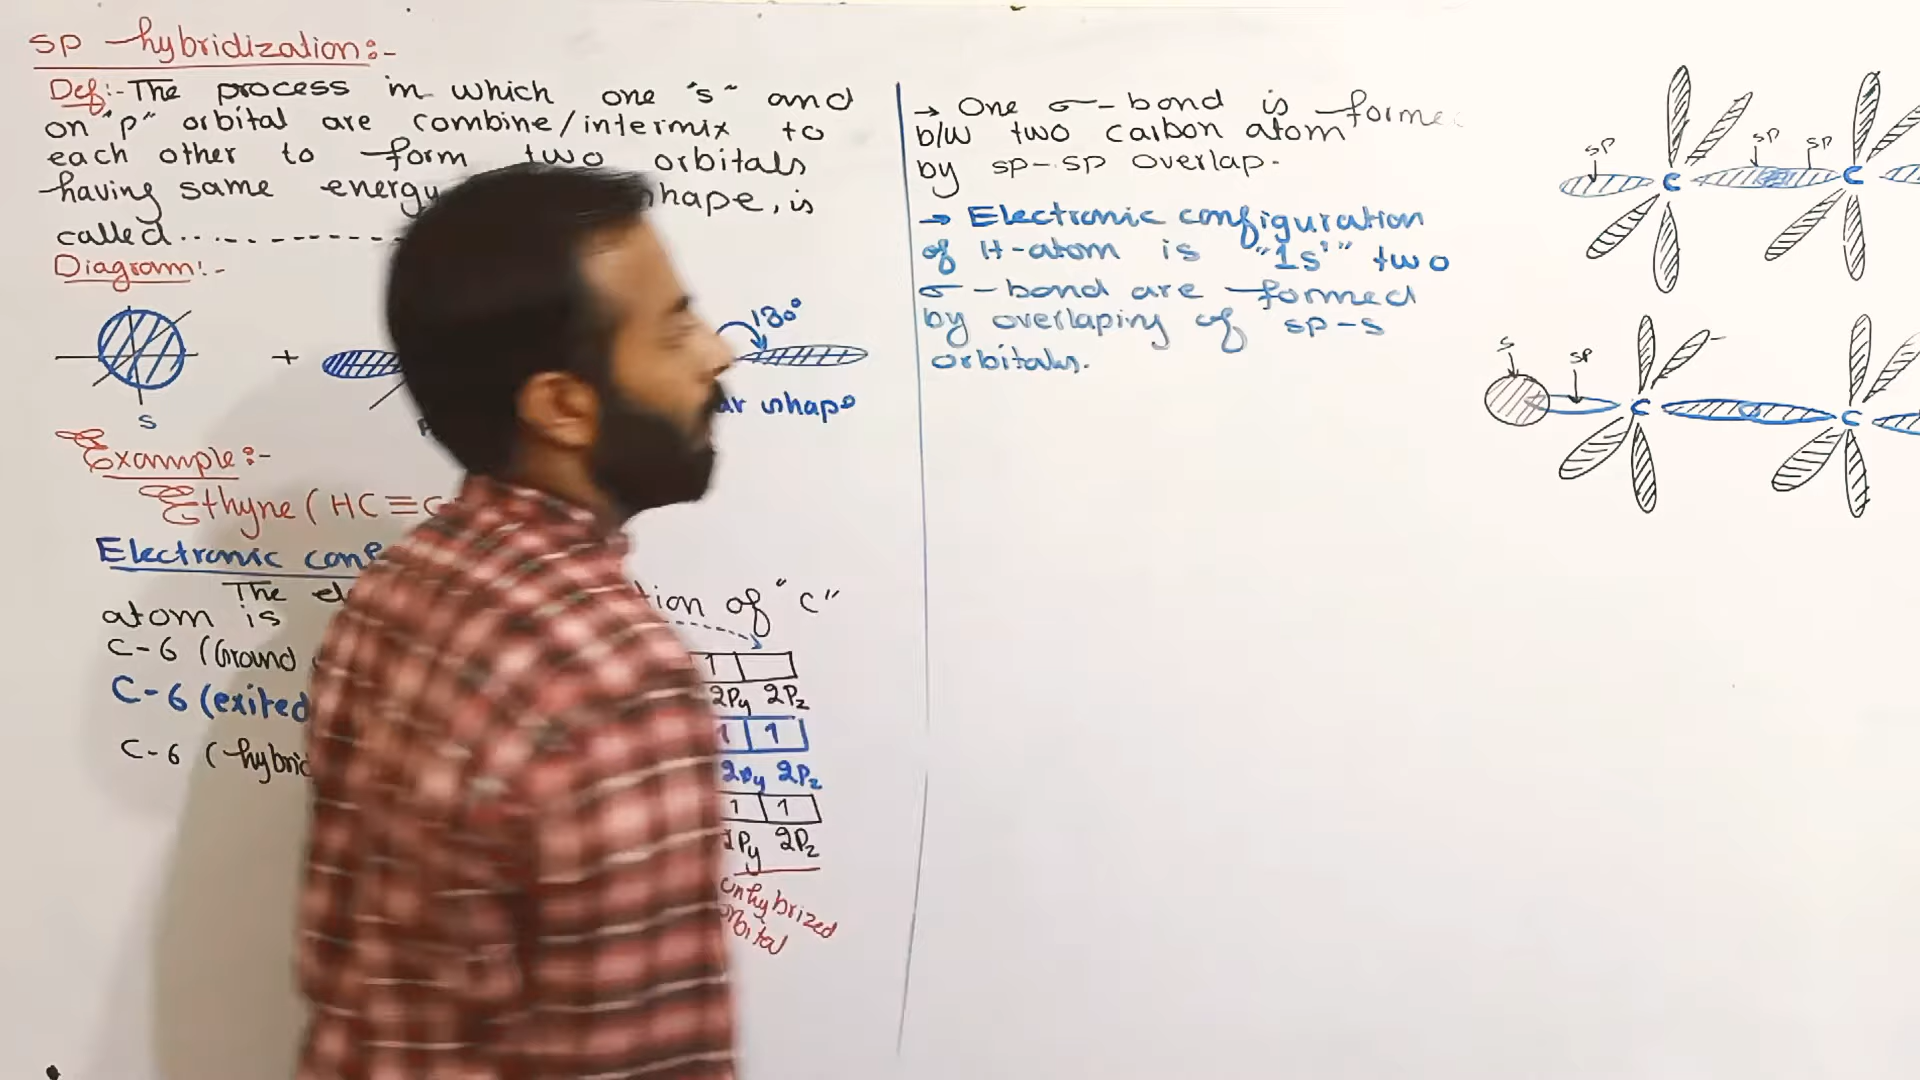 sp hybridization:-
Def:- The process in which one "s" and
on "p" orbital are combine/intermix to
each other to form two orbitals
having same energy hape, is
called...
Diagram:-
+
180°
s
ar shape
Example:-
Ethyne (HC≡C
Electronic con
The el tion of "C"
atom is
C-6 (Ground
1
2Py 2Pz
C-6 (exited
1 1
2Py 2Pz
C-6 (hybrid
1 1
2Py 2Pz
unhybrized
orbital
→ One σ-bond is forme
b/w two carbon atom
by sp-sp overlap.
→ Electronic configuration
of H-atom is "1s¹" two
σ-bond are formed
by overlaping of sp-s
orbitals.
sp sp sp
C C
s sp
C C